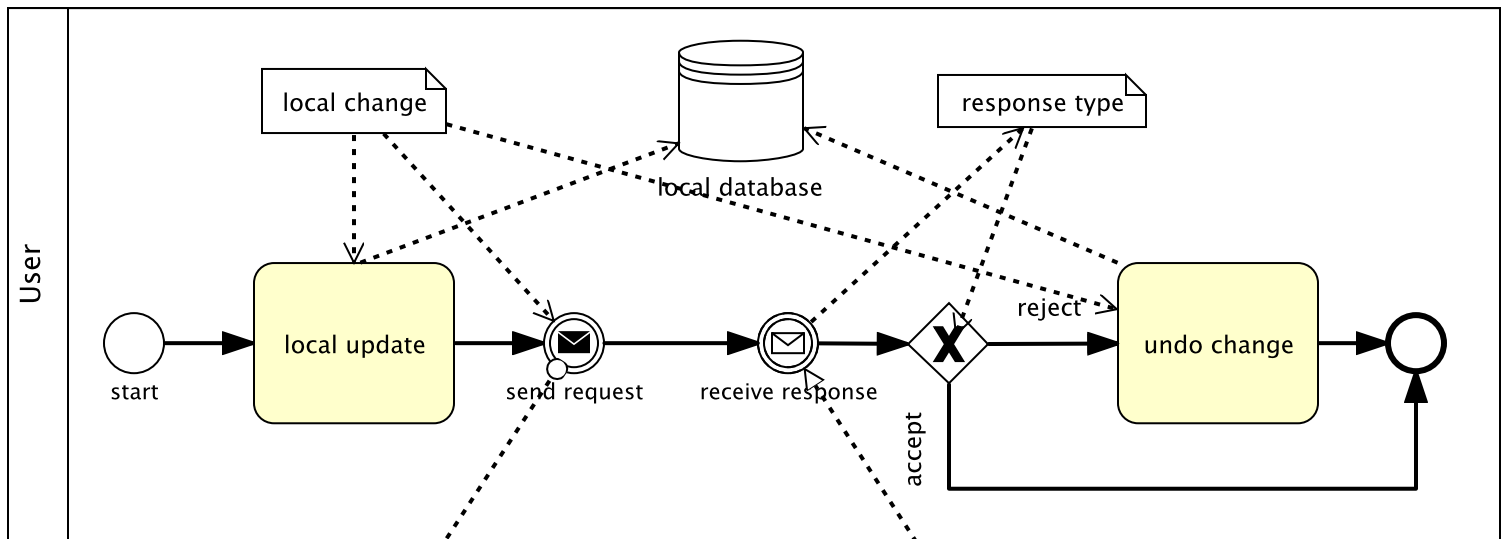 User
local change
response type
local database
reject
local update
undo change
start
send request
receive response
accept